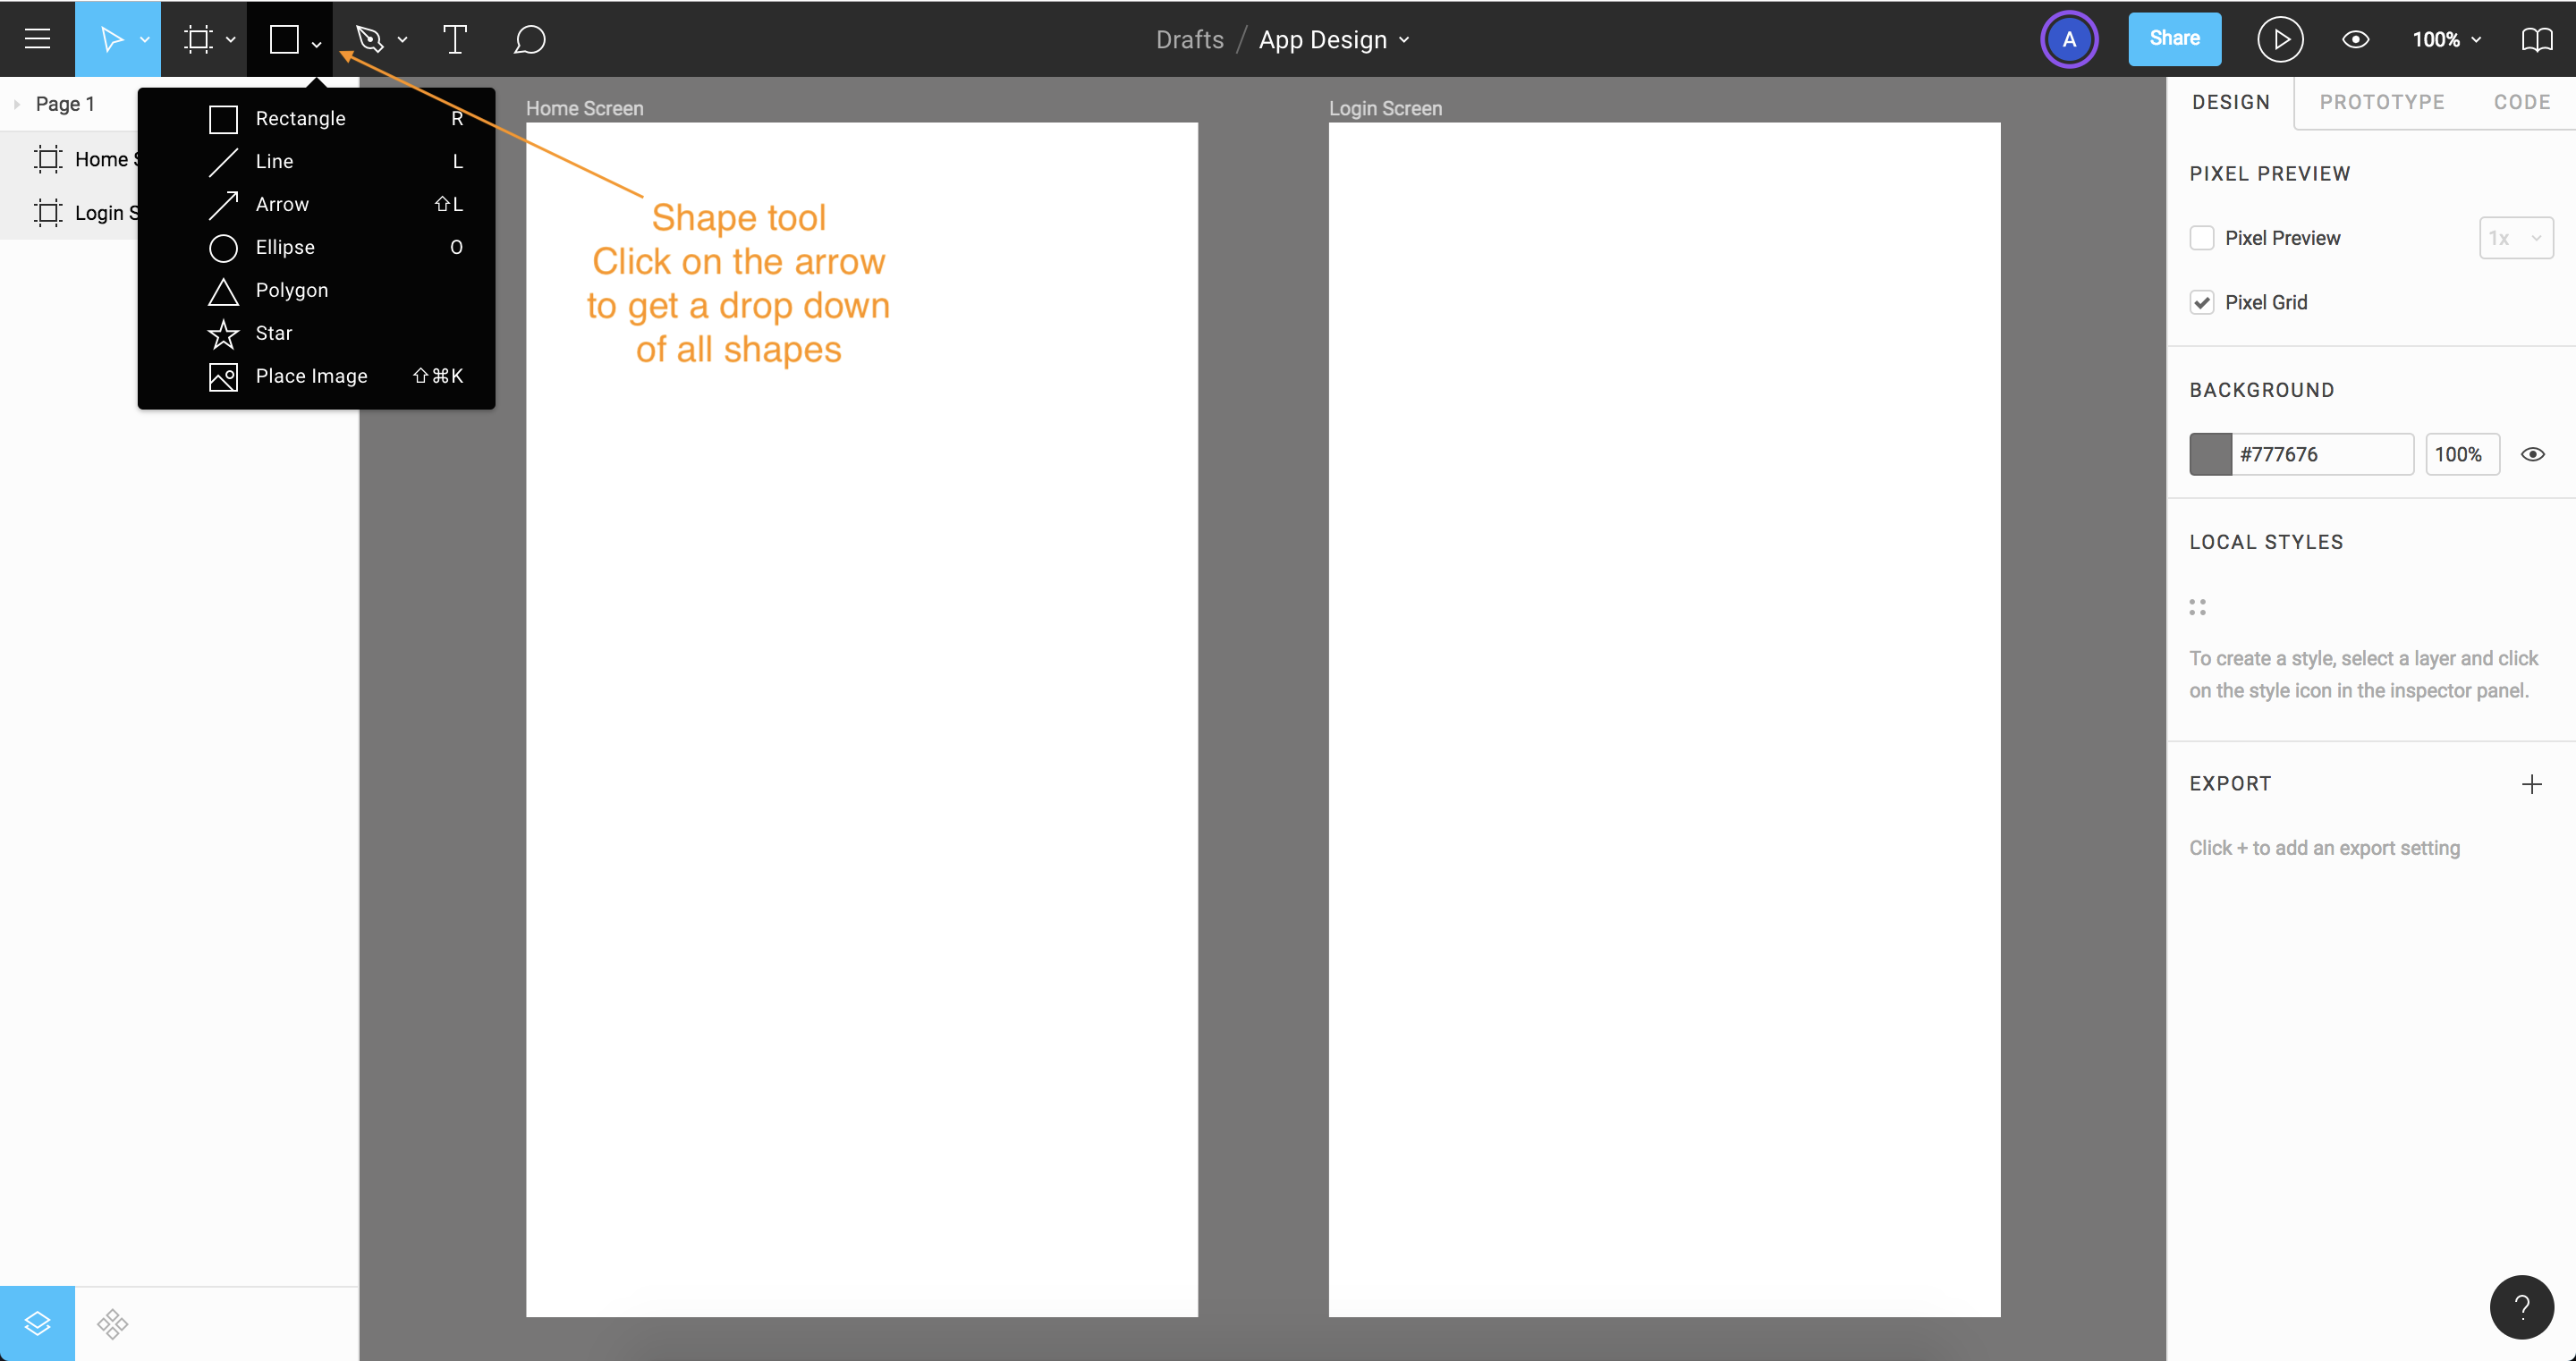 Drafts / App Design
A
Share
100%
Page 1
Home S
Login S
Rectangle R
Line L
Arrow ⇧L
Ellipse O
Polygon
Star
Place Image ⇧⌘K
Home Screen
Login Screen
Shape tool
Click on the arrow
to get a drop down
of all shapes
DESIGN PROTOTYPE CODE
PIXEL PREVIEW
Pixel Preview 1x
Pixel Grid
BACKGROUND
#777676 100%
LOCAL STYLES
To create a style, select a layer and click
on the style icon in the inspector panel.
EXPORT +
Click + to add an export setting
?